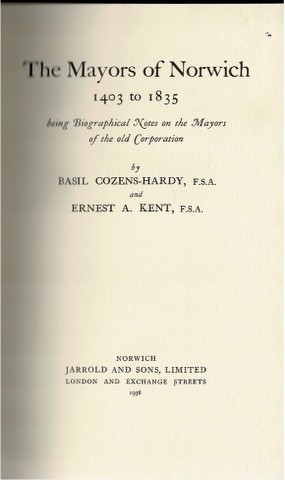 The Mayors of Norwich
1403 to 1835
being Biographical Notes on the Mayors
of the old Corporation
by
BASIL COZENS-HARDY, F.S.A.
and
ERNEST A. KENT, F.S.A.
NORWICH
JARROLD AND SONS, LIMITED
LONDON AND EXCHANGE STREETS
1938